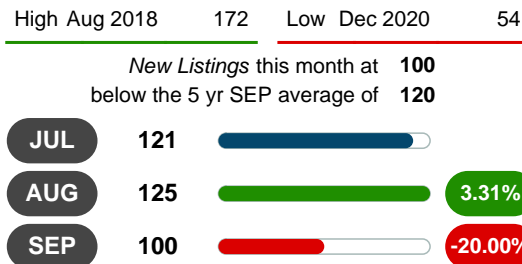 High Aug 2018 172 Low Dec 2020 54
New Listings this month at 100
below the 5 yr SEP average of 120
JUL 121
AUG 125 3.31%
SEP 100 -20.00%